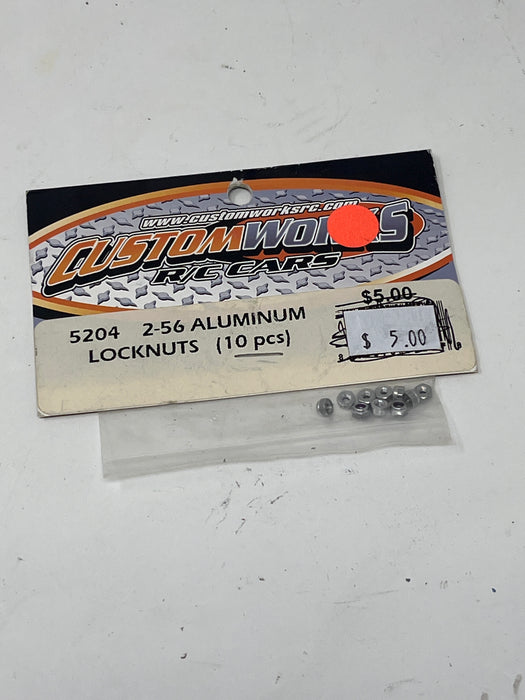 www.customworksrc.com
CUSTOMWORKS
R/C CARS
$5.00
5204 2-56 ALUMINUM
LOCKNUTS (10 pcs)
$ 5.00